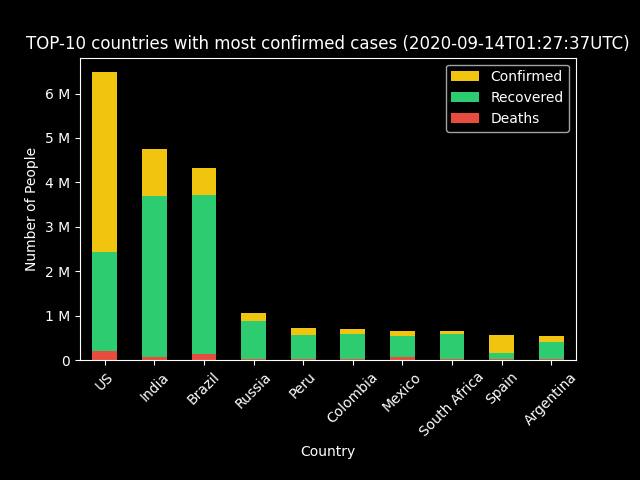 TOP-10 countries with most confirmed cases (2020-09-14T01:27:37UTC)
Confirmed
Recovered
Deaths
Number of People
6 M
5 M
4 M
3 M
2 M
1 M
0
US
India
Brazil
Russia
Peru
Colombia
Mexico
South Africa
Spain
Argentina
Country